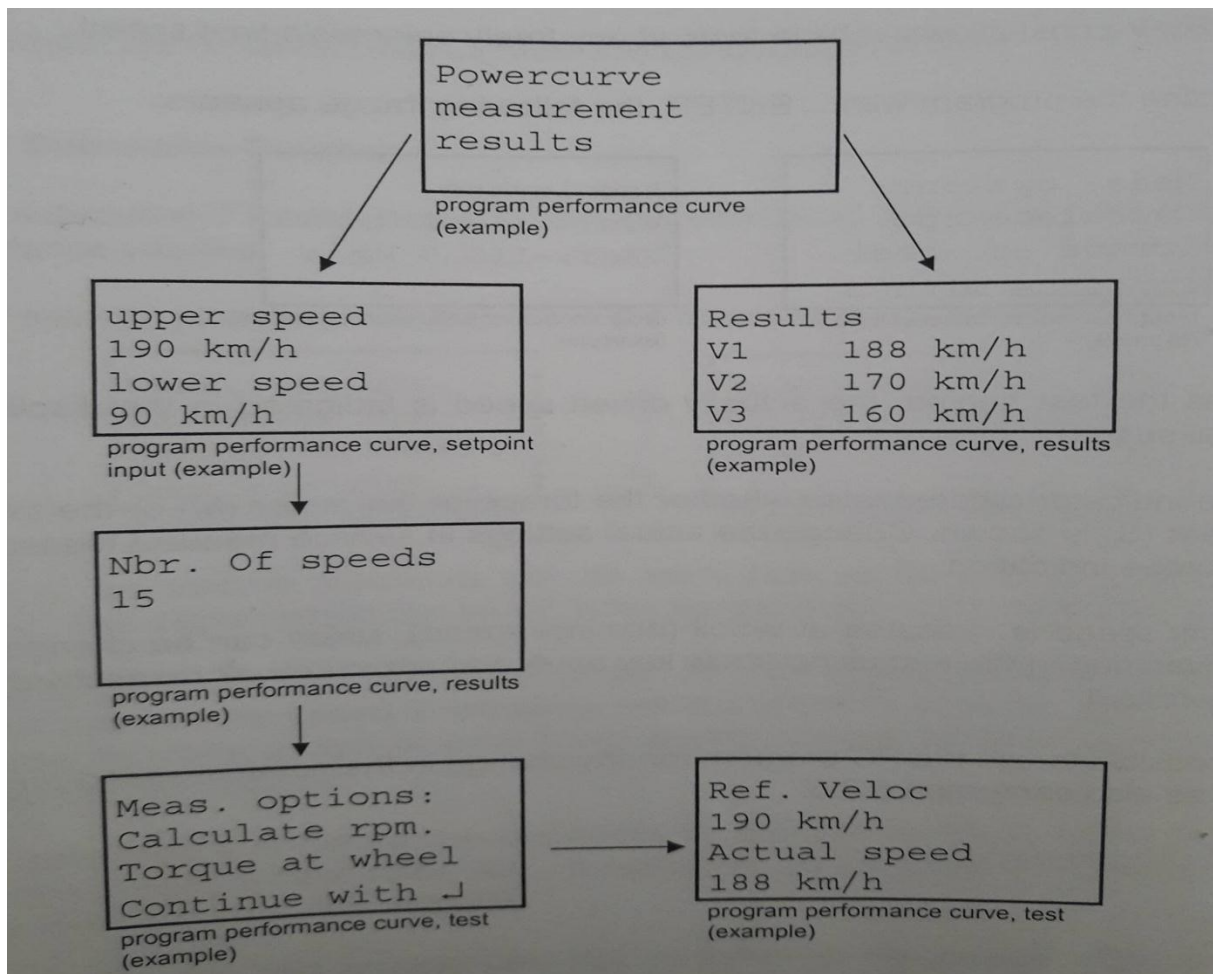 Powercurve
measurement
results
program performance curve
(example)
upper speed
190 km/h
lower speed
90 km/h
program performance curve, setpoint
input (example)
Results
V1 188 km/h
V2 170 km/h
V3 160 km/h
program performance curve, results
(example)
Nbr. Of speeds
15
program performance curve, results
(example)
Meas. options:
Calculate rpm.
Torque at wheel
Continue with ↵
program performance curve, test
(example)
Ref. Veloc
190 km/h
Actual speed
188 km/h
program performance curve, test
(example)